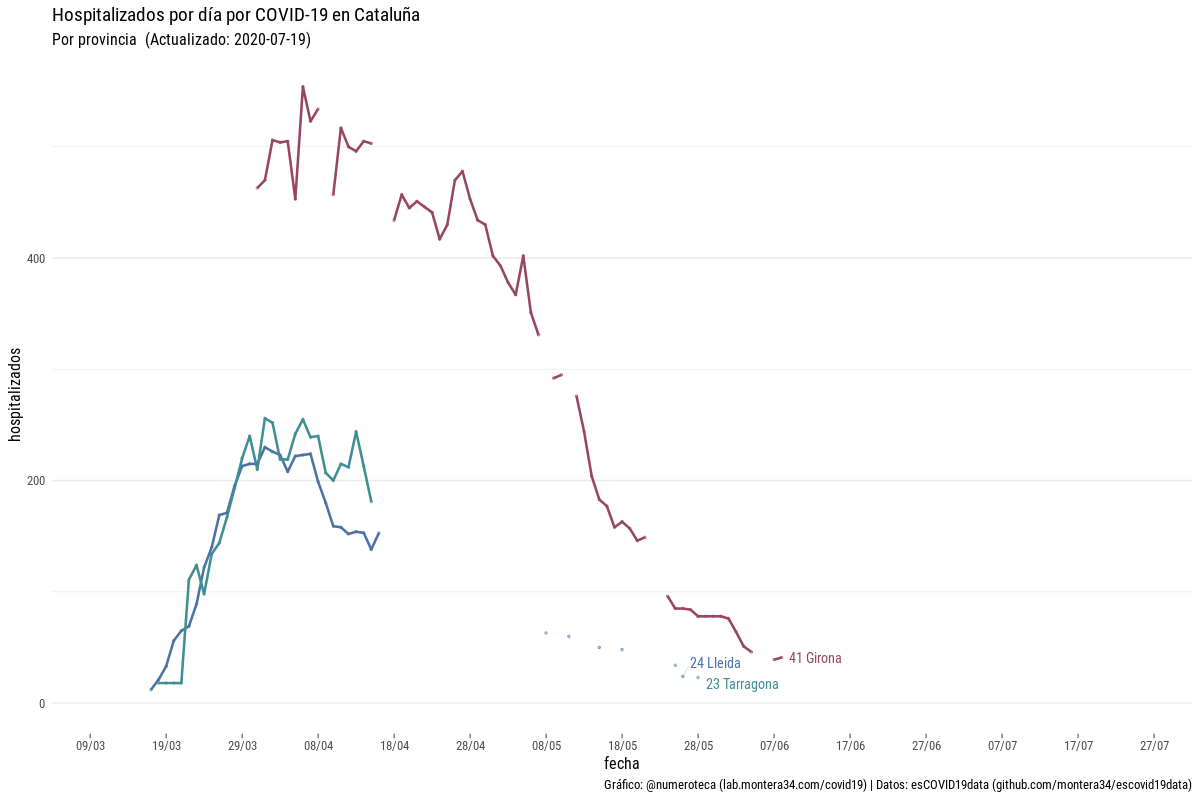 Hospitalizados por día por COVID-19 en Cataluña
Por provincia  (Actualizado: 2020-07-19)
hospitalizados
400
200
0
24 Lleida
41 Girona
23 Tarragona
09/03 19/03 29/03 08/04 18/04 28/04 08/05 18/05 28/05 07/06 17/06 27/06 07/07 17/07 27/07
fecha
Gráfico: @numeroteca (lab.montera34.com/covid19) | Datos: esCOVID19data (github.com/montera34/escovid19data)